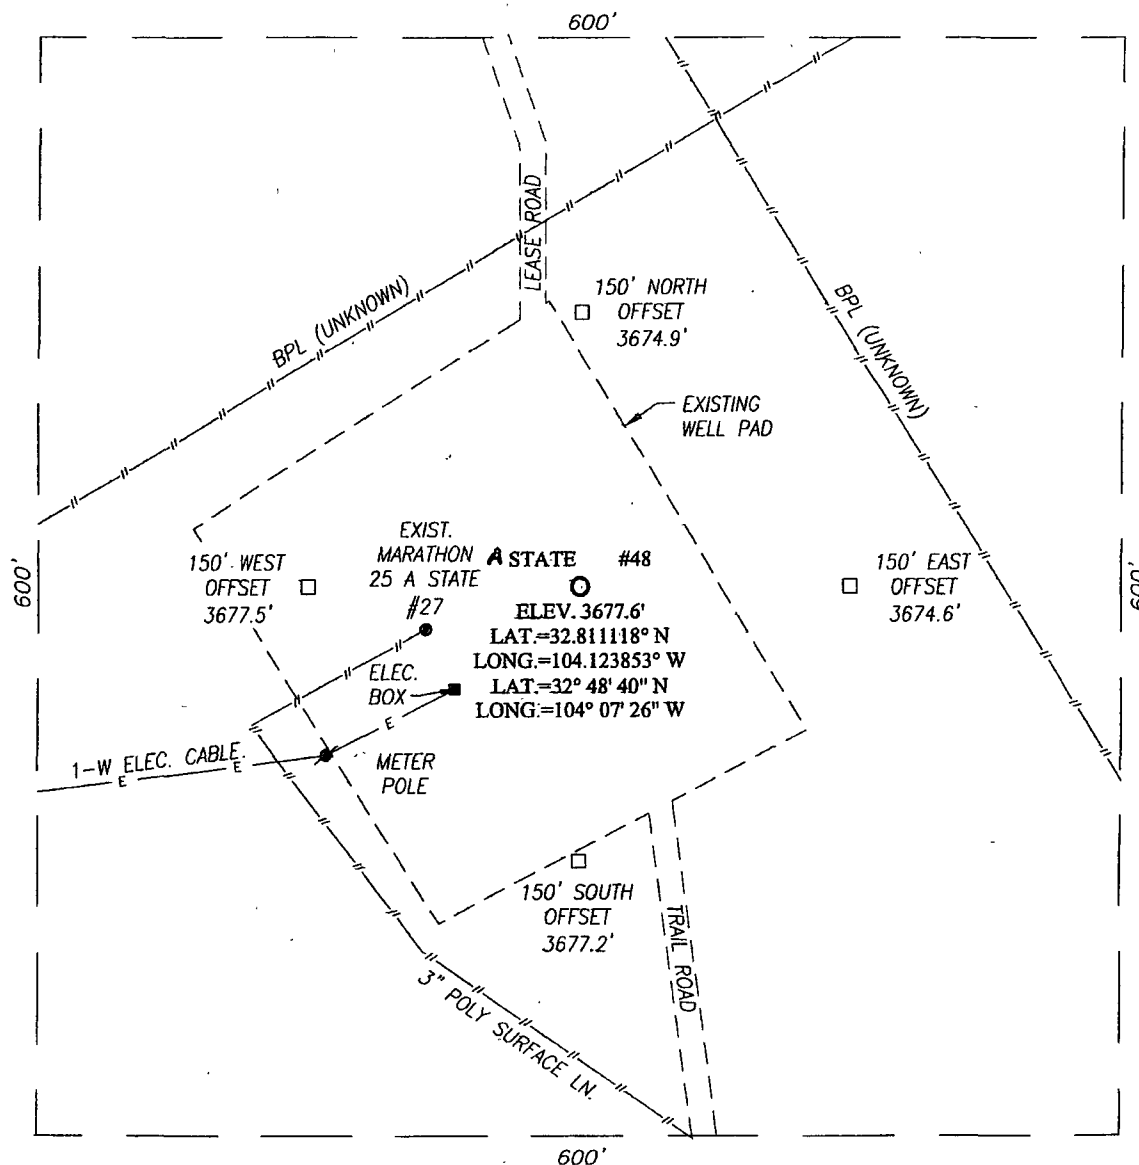 600'
LEASE ROAD
150' NORTH
OFFSET
3674.9'
BPL (UNKNOWN)
BPL (UNKNOWN)
EXISTING
WELL PAD
600'
150' WEST
OFFSET
3677.5'
EXIST.
MARATHON
25 A STATE
#27
A STATE #48
ELEV. 3677.6'
LAT.=32.811118° N
LONG.=104.123853° W
LAT.=32° 48' 40" N
LONG.=104° 07' 26" W
150' EAST
OFFSET
3674.6'
600'
ELEC.
BOX
E
1-W ELEC. CABLE.
E
E
METER
POLE
150' SOUTH
OFFSET
3677.2'
TRAIL ROAD
3" POLY SURFACE LN.
600'